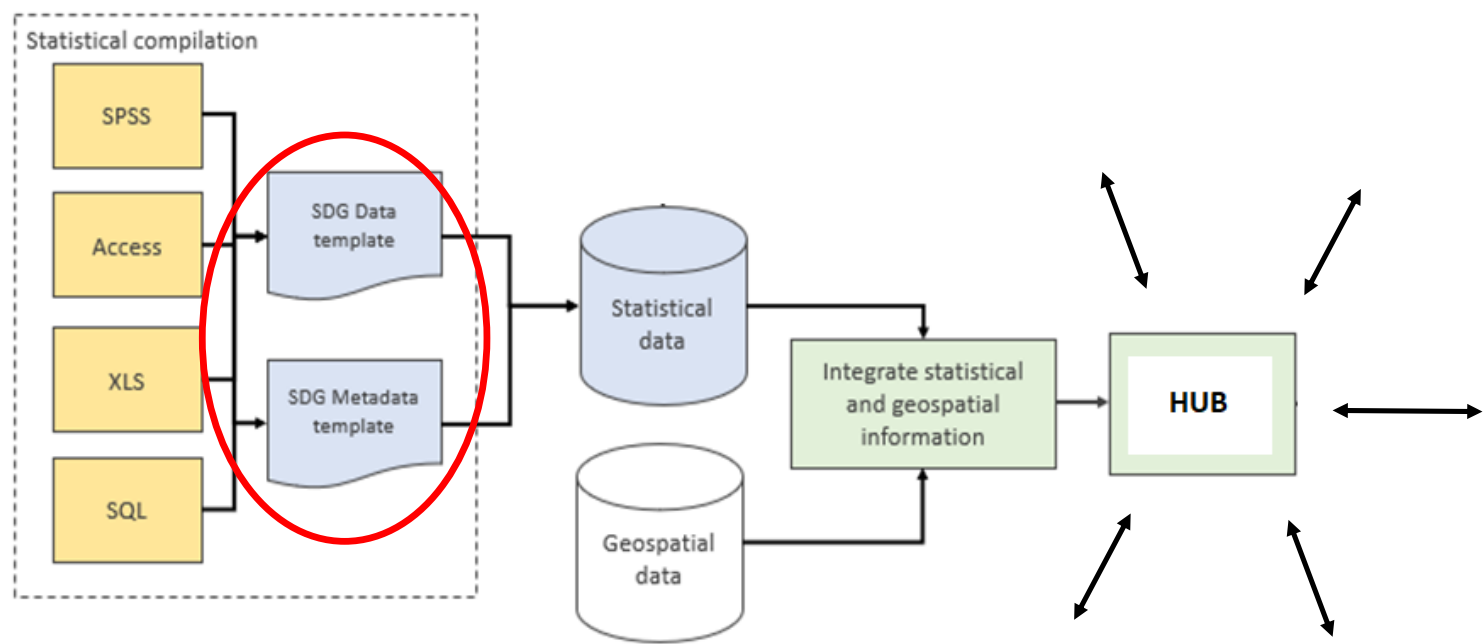 Statistical compilation
SPSS
Access
XLS
SQL
SDG Data
template
SDG Metadata
template
Statistical
data
Geospatial
data
Integrate statistical
and geospatial
information
HUB